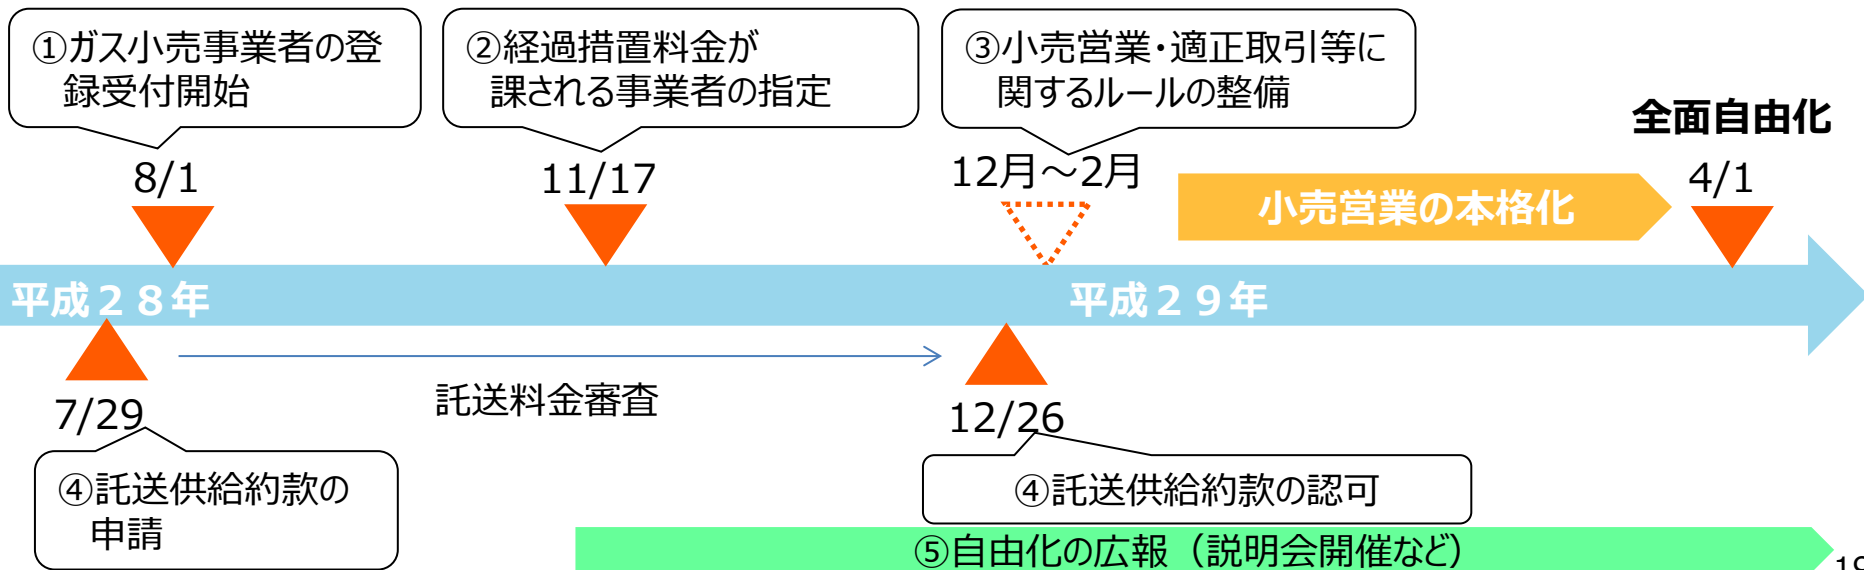 ①ガス小売事業者の登
録受付開始
②経過措置料金が
課される事業者の指定
③小売営業・適正取引等に
関するルールの整備
全面自由化
8/1
11/17
12月～2月
小売営業の本格化
4/1
平成２８年
平成２９年
託送料金審査
7/29
12/26
④託送供給約款の
申請
④託送供給約款の認可
⑤自由化の広報（説明会開催など）
19